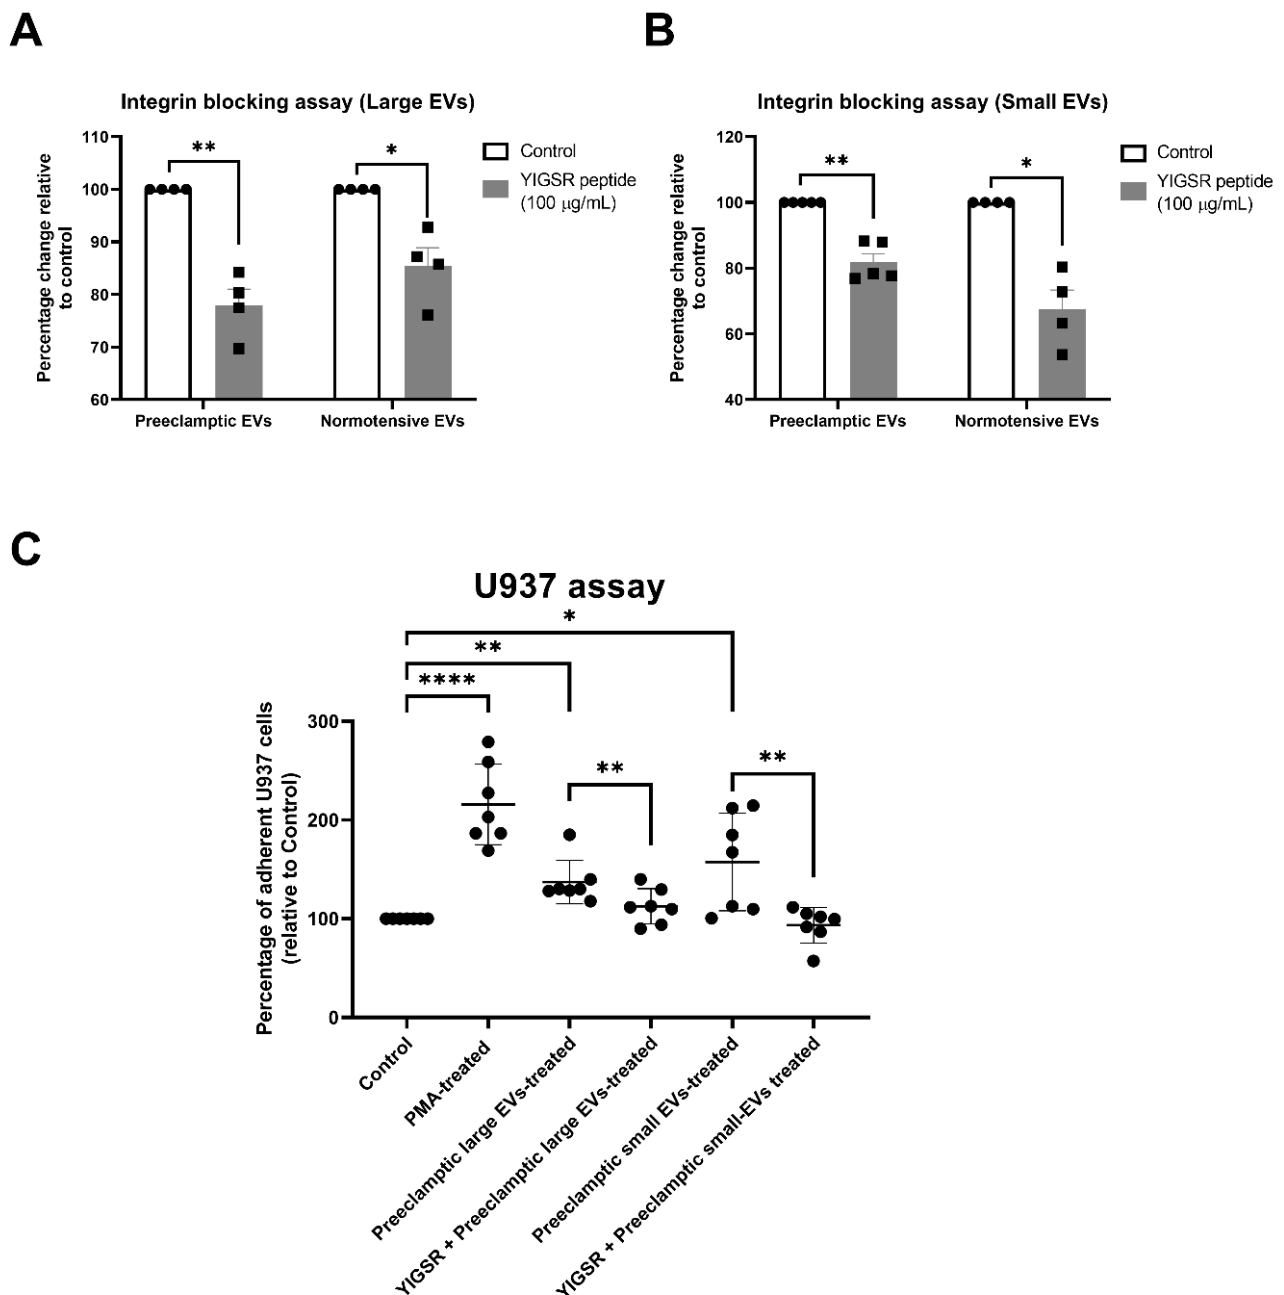 A
Integrin blocking assay (Large EVs)
Percentage change relative
to control
110
100
90
80
70
60
**
*
Control
YIGSR peptide
(100 μg/mL)
Preeclamptic EVs
Normotensive EVs
B
Integrin blocking assay (Small EVs)
Percentage change relative
to control
120
100
80
60
40
**
*
Control
YIGSR peptide
(100 μg/mL)
Preeclamptic EVs
Normotensive EVs
C
U937 assay
*
**
****
**
**
Percentage of adherent U937 cells
(relative to Control)
300
200
100
0
Control
PMA-treated
Preeclamptic large EVs-treated
YIGSR + Preeclamptic large EVs-treated
Preeclamptic small EVs-treated
YIGSR + Preeclamptic small-EVs treated